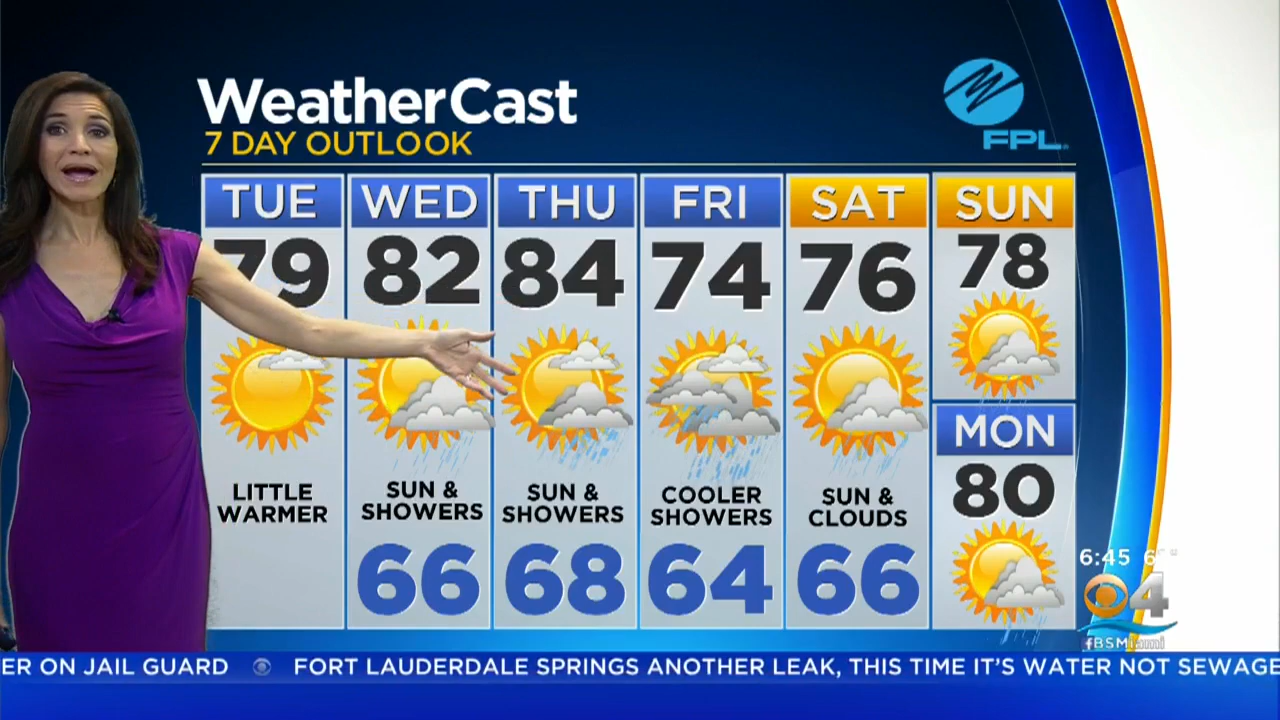 WeatherCast
7 DAY OUTLOOK
FPL
TUE
79
LITTLE
WARMER
WED
82
SUN &
SHOWERS
66
THU
84
SUN &
SHOWERS
68
FRI
74
COOLER
SHOWERS
64
SAT
76
SUN &
CLOUDS
66
SUN
78
MON
80
6:45
4
ER ON JAIL GUARD
FORT LAUDERDALE SPRINGS ANOTHER LEAK, THIS TIME IT'S WATER NOT SEWAGE